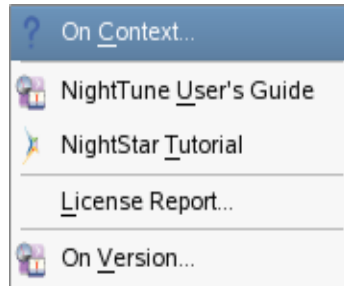 On Context...
NightTune User's Guide
NightStar Tutorial
License Report...
On Version...